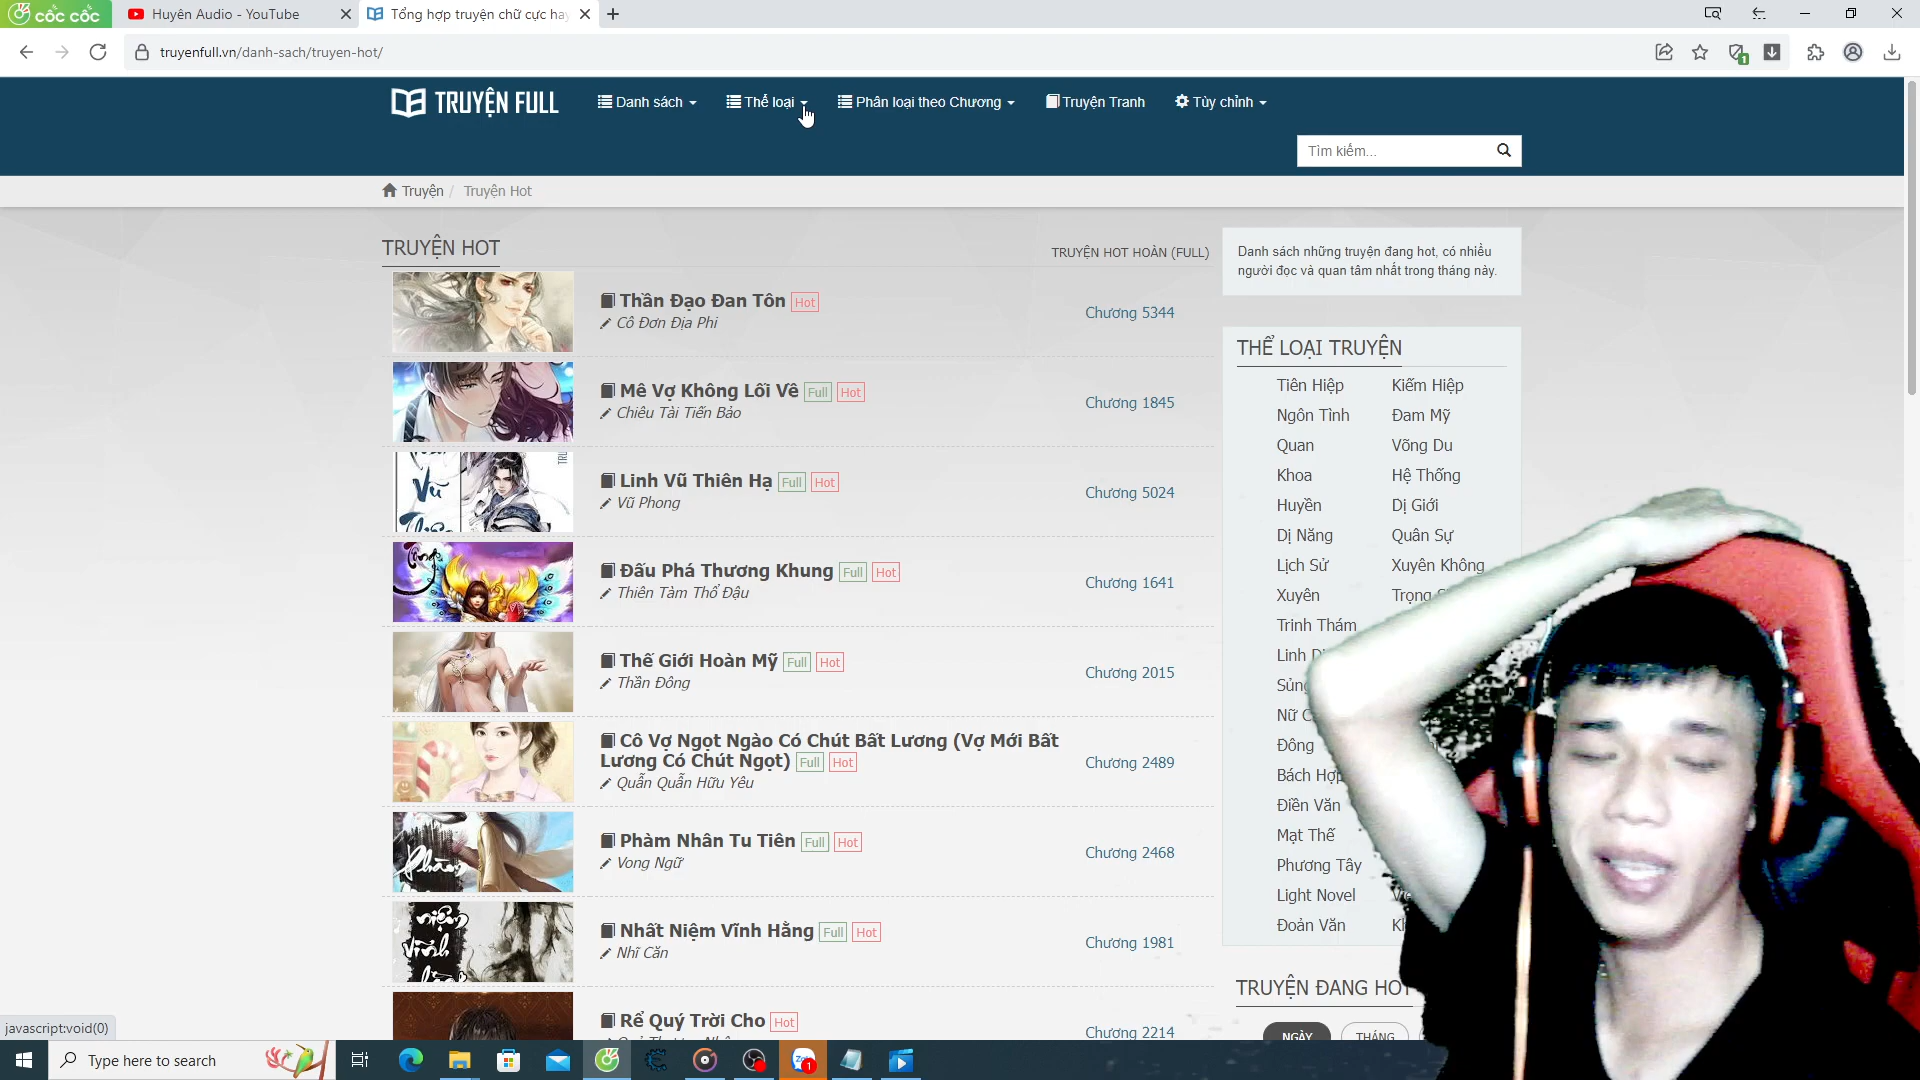 cốc cốc
Huyên Audio - YouTube
Tổng hợp truyện chữ cực hay
truyenfull.vn/danh-sach/truyen-hot/
1
TRUYỆN FULL
Danh sách
Thể loại
Phân loại theo Chương
Truyện Tranh
Tùy chỉnh
Tìm kiếm...
Truyện / Truyện Hot
TRUYỆN HOT
TRUYỆN HOT HOÀN (FULL)
Thần Đạo Đan Tôn Hot
Cô Đơn Địa Phi
Chương 5344
Mê Vợ Không Lối Về Full Hot
Chiêu Tài Tiến Bảo
Chương 1845
Linh Vũ Thiên Hạ Full Hot
Vũ Phong
Chương 5024
Đấu Phá Thương Khung Full Hot
Thiên Tàm Thổ Đậu
Chương 1641
Thế Giới Hoàn Mỹ Full Hot
Thần Đông
Chương 2015
Cô Vợ Ngọt Ngào Có Chút Bất Lương (Vợ Mới Bất
Lương Có Chút Ngọt) Full Hot
Quẫn Quẫn Hữu Yêu
Chương 2489
Phàm Nhân Tu Tiên Full Hot
Vong Ngữ
Chương 2468
Nhất Niệm Vĩnh Hằng Full Hot
Nhĩ Căn
Chương 1981
Rể Quý Trời Cho Hot
Chương 2214
Danh sách những truyện đang hot, có nhiều
người đọc và quan tâm nhất trong tháng này.
THỂ LOẠI TRUYỆN
Tiên Hiệp Kiếm Hiệp
Ngôn Tình Đam Mỹ
Quan Võng Du
Khoa Hệ Thống
Huyền Dị Giới
Dị Năng Quân Sự
Lịch Sử Xuyên Không
Xuyên Trọng
Trinh Thám
Linh
Sủng
Nữ
Đông
Bách Hợp
Điền Văn
Mạt Thế
Phương Tây
Light Novel
Đoản Văn
TRUYỆN ĐANG HOT
NGÀY THÁNG
javascript:void(0)
Type here to search
Zalo
1